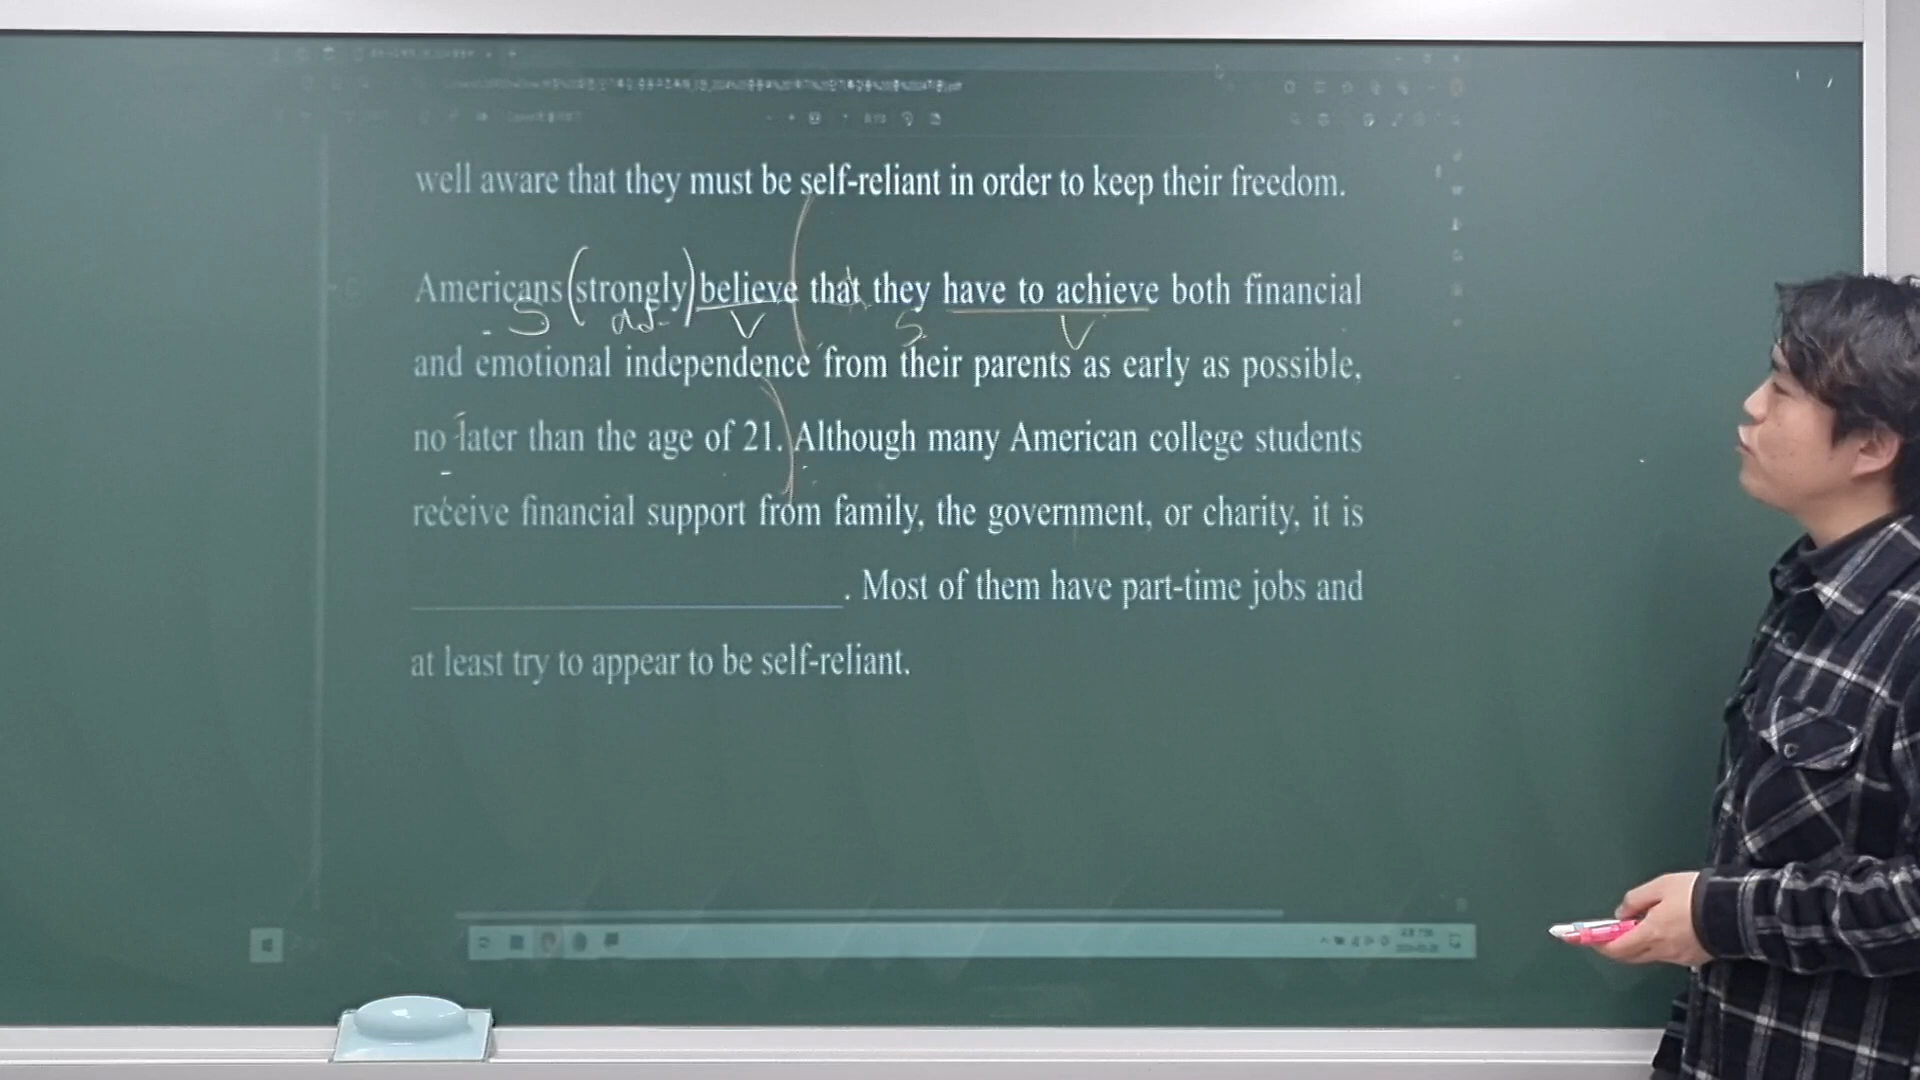 well aware that they must be self-reliant in order to keep their freedom.
Americans (strongly) believe that they have to achieve both financial
S V S V
and emotional independence from their parents as early as possible,
no later than the age of 21. Although many American college students
receive financial support from family, the government, or charity, it is
. Most of them have part-time jobs and
at least try to appear to be self-reliant.